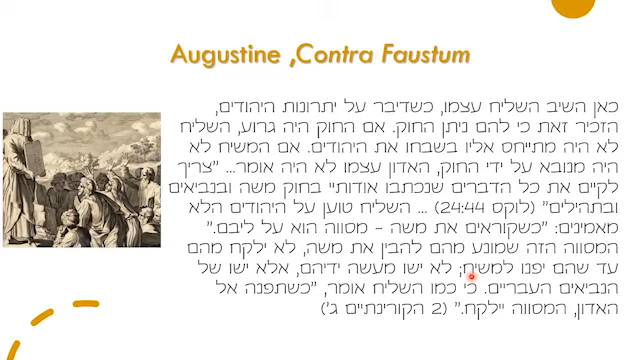 Augustine ,Contra Faustum
כאן השיב השליח עצמו, כשדיבר על יתרונות היהודים,
הזכיר זאת כי להם ניתן החוק. אם החוק היה גרוע, השליח
לא היה מתייחס אליו בשבחו את היהודים. אם המשיח לא
היה מנובא על ידי החוק, האדון עצמו לא היה אומר... "צריך
לקיים את כל הדברים שנכתבו אודותיי בחוק משה ובנביאים
ובתהילים" (לוקס 24:44) ... השליח טוען על היהודים הלא
מאמינים: "כשקוראים את משה – מסווה הוא על ליבם."
המסווה הזה שמונע מהם להבין את משה, לא ילקח מהם
עד שהם יפנו למשיח; לא ישו מעשה ידיהם, אלא ישו של
הנביאים העבריים. כי כמו השליח אומר, "כשתפנה אל
האדון, המסווה יילקח." (2 הקורינתיים ג')